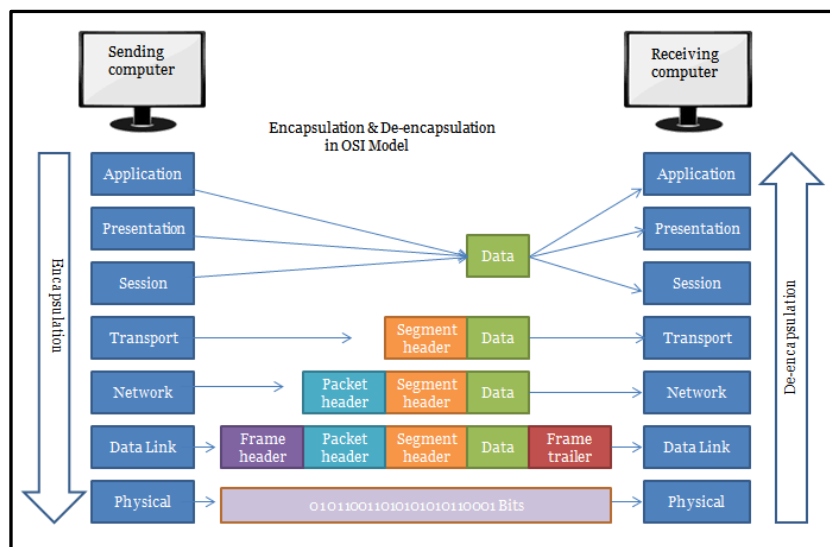 Sending
computer
Receiving
computer
Encapsulation & De-encapsulation
in OSI Model
Application
Application
Presentation
Presentation
Data
Session
Session
Encapsulation
De-encapsulation
Transport
Segment
header
Data
Transport
Network
Packet
header
Segment
header
Data
Network
Data Link
Frame
header
Packet
header
Segment
header
Data
Frame
trailer
Data Link
Physical
0101100110101010110001 Bits
Physical